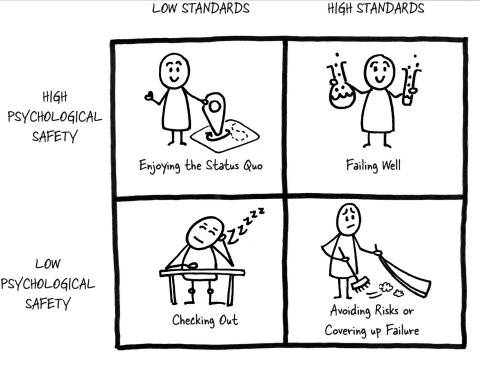 LOW STANDARDS
HIGH STANDARDS
HIGH
PSYCHOLOGICAL
SAFETY
Enjoying the Status Quo
Failing Well
LOW
PSYCHOLOGICAL
SAFETY
zzzzz
Checking Out
Avoiding Risks or
Covering up Failure